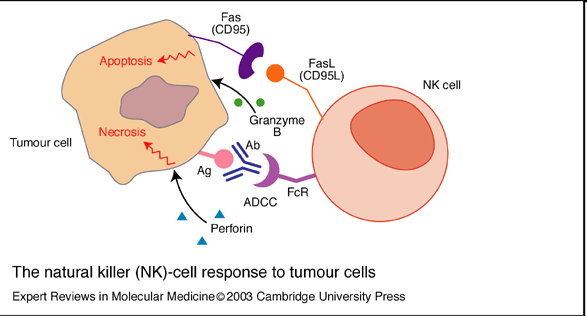 Fas
(CD95)
Apoptosis
FasL
(CD95L)
NK cell
Granzyme
B
Necrosis
Tumour cell
Ab
Ag
ADCC
FcR
Perforin
The natural killer (NK)-cell response to tumour cells
Expert Reviews in Molecular Medicine © 2003 Cambridge University Press